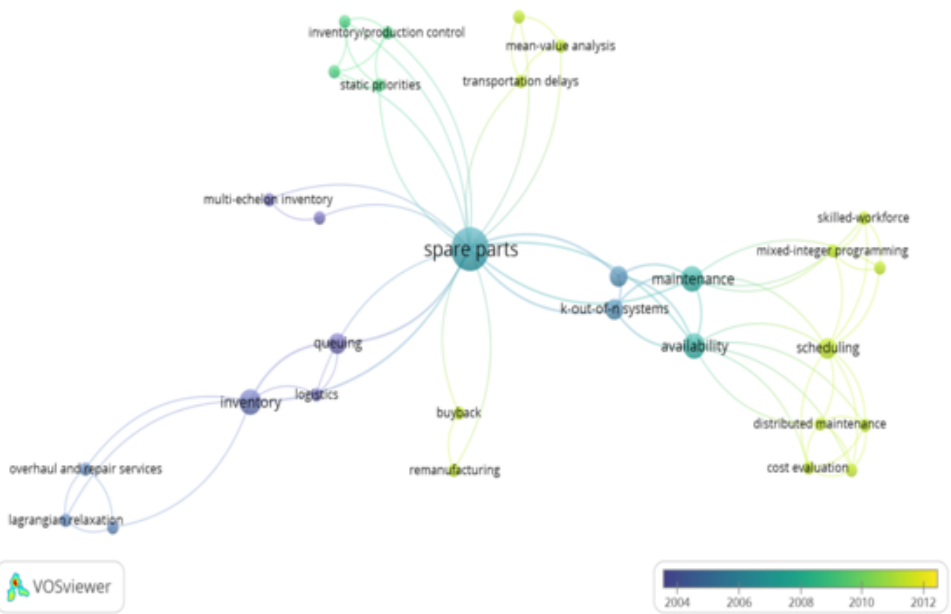 inventory/production control
mean-value analysis
static priorities
transportation delays
multi-echelon inventory
skilled-workforce
spare parts
mixed-integer programming
maintenance
k-out-of-n systems
queuing
availability
scheduling
logistics
inventory
buyback
distributed maintenance
overhaul and repair services
remanufacturing
cost evaluation
lagrangian relaxation
VOSviewer
2004 2006 2008 2010 2012